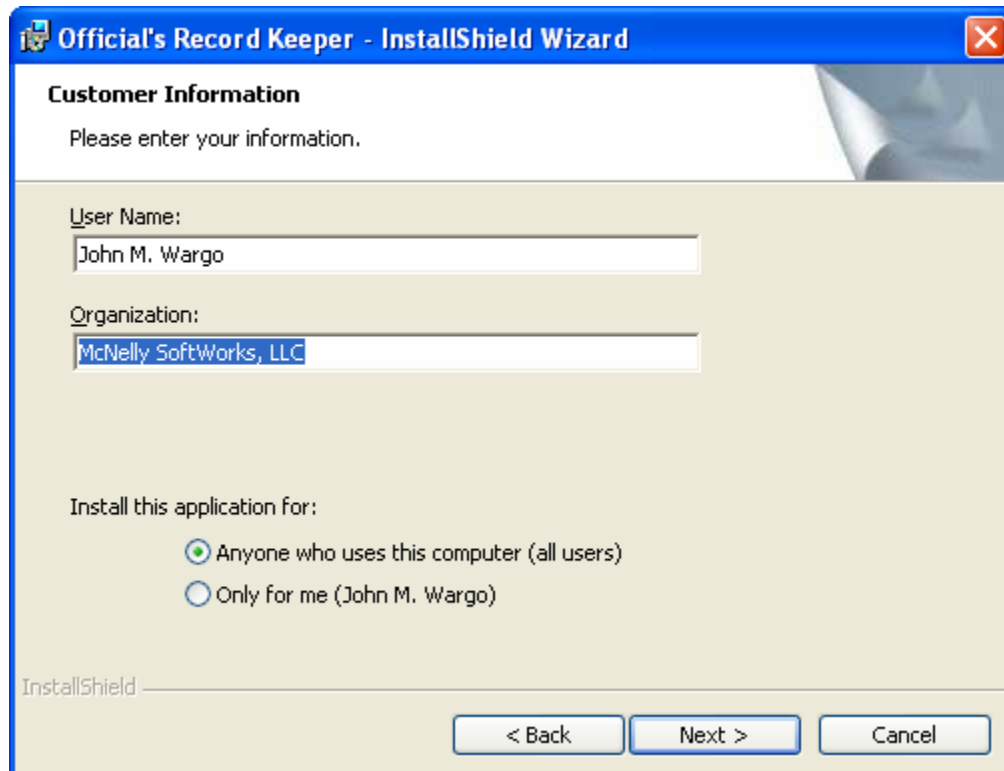 Official's Record Keeper - InstallShield Wizard
Customer Information
Please enter your information.
User Name:
John M. Wargo
Organization:
McNelly SoftWorks, LLC
Install this application for:
Anyone who uses this computer (all users)
Only for me (John M. Wargo)
InstallShield
< Back Next > Cancel